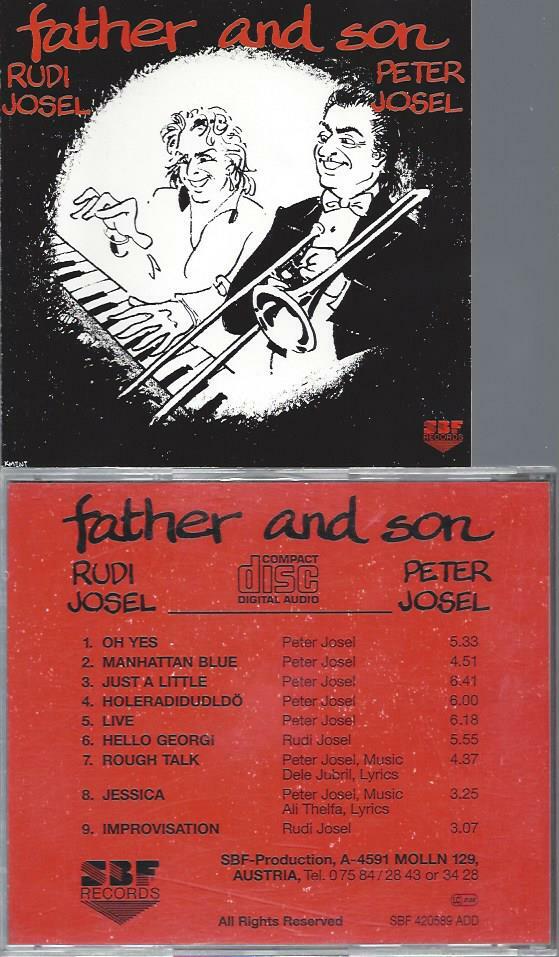 father and son
RUDI
JOSEL
PETER
JOSEL
SBF
RECORDS
KMENT
father and son
RUDI
JOSEL
COMPACT
disc
DIGITAL AUDIO
PETER
JOSEL
1. OH YES Peter Josel 5.33
2. MANHATTAN BLUE Peter Josel 4.51
3. JUST A LITTLE Peter Josel 6.41
4. HOLERADIDUDLDÖ Peter Josel 6.00
5. LIVE Peter Josel 6.18
6. HELLO GEORGi Rudi Josel 5.55
7. ROUGH TALK Peter Josel, Music 4.37
Dele Jubril, Lyrics
8. JESSICA Peter Josel, Music 3.25
Ali Thelfa, Lyrics
9. IMPROVISATION Rudi Josel 3.07
SBF-Production, A-4591 MOLLN 129,
AUSTRIA, Tel. 0 75 84 / 28 43 or 34 28
SBF
RECORDS
LC
All Rights Reserved
SBF 420589 ADD